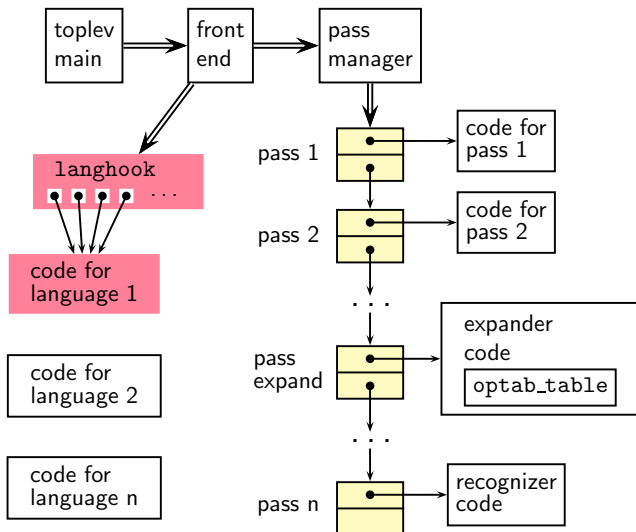 toplev
main
front
end
pass
manager
langhook
. . .
code for
language 1
code for
language 2
code for
language n
pass 1
code for
pass 1
pass 2
code for
pass 2
. . .
pass
expand
expander
code
optab_table
. . .
pass n
recognizer
code